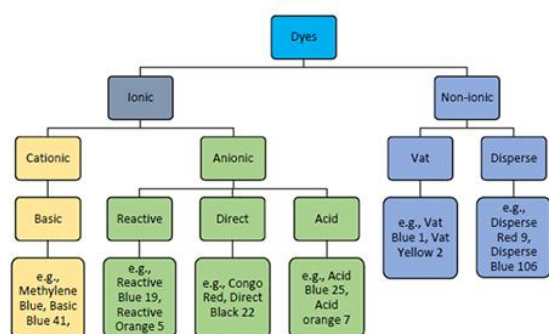 Dyes
Ionic
Non-ionic
Cationic
Anionic
Vat
Disperse
Basic
Reactive
Direct
Acid
e.g., Vat
Blue 1, Vat
Yellow 2
e.g., Disperse
Red 9,
Disperse
Blue 106
e.g.,
Methylene
Blue, Basic
Blue 41,
e.g.,
Reactive
Blue 19,
Reactive
Orange 5
e.g., Congo
Red, Direct
Black 22
e.g., Acid
Blue 25,
Acid
orange 7